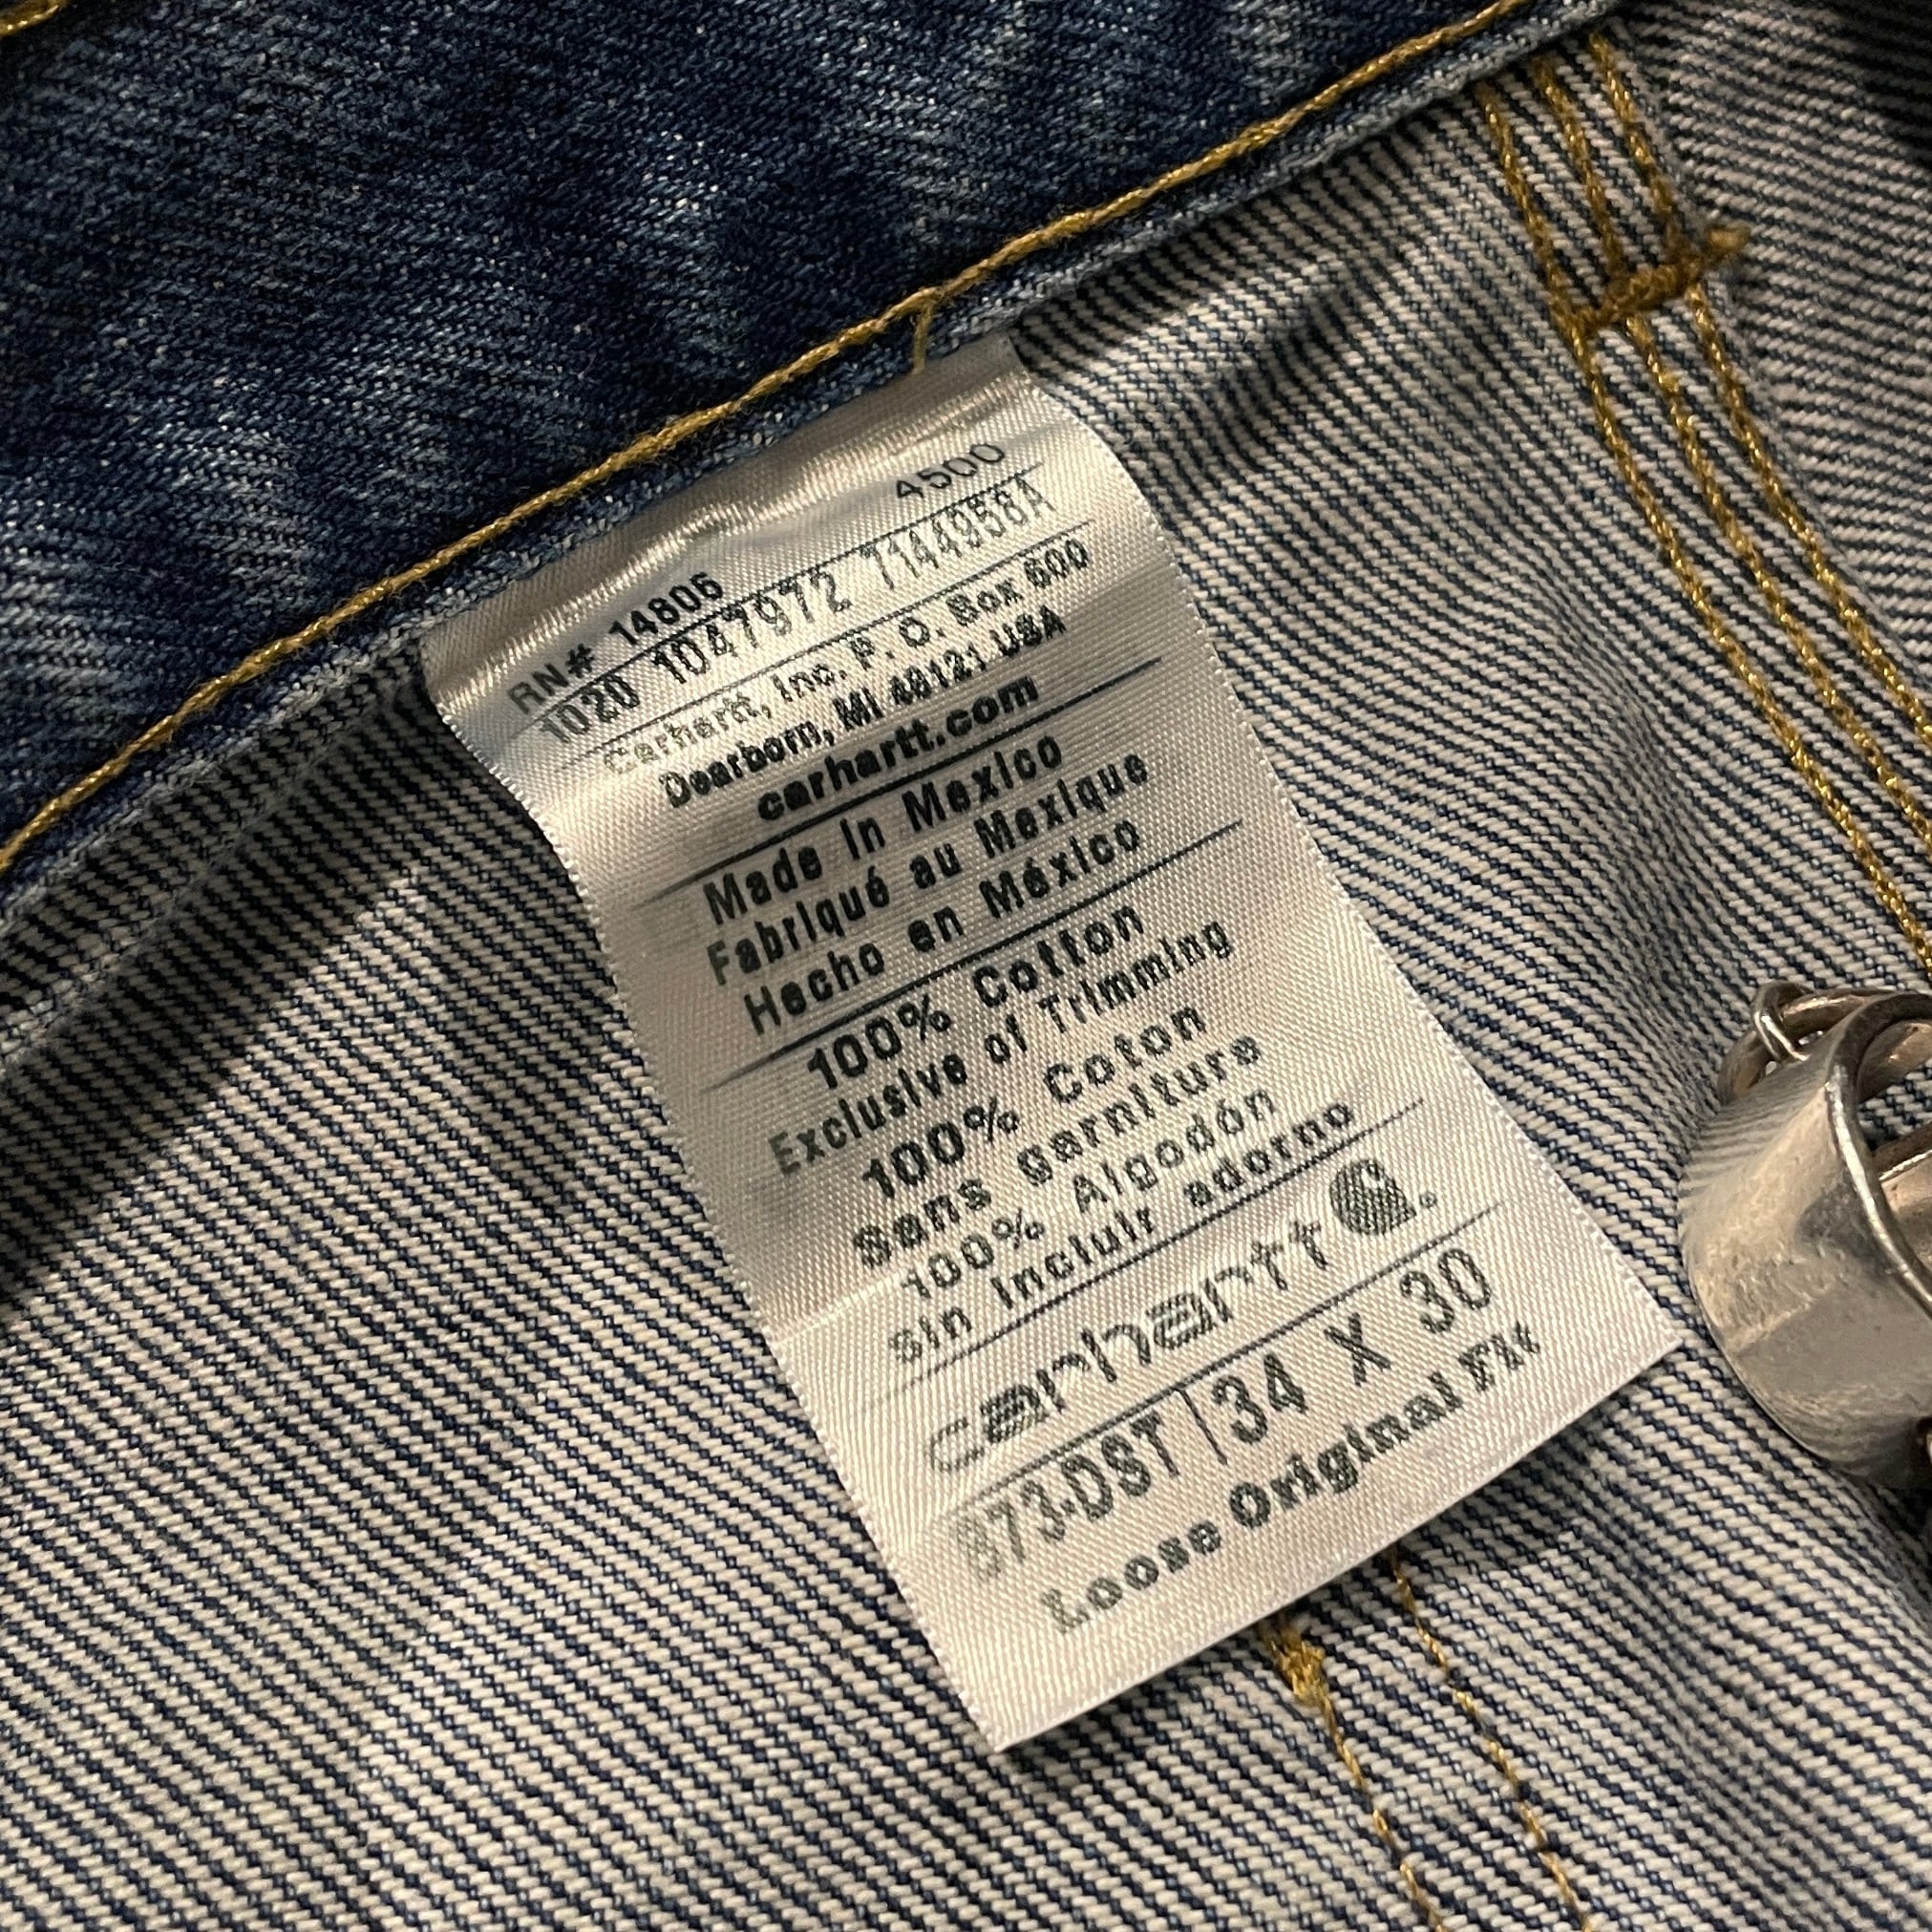 4500
RN# 14806
1020 1047972 7144958A
Carhartt, Inc. P. O. Box 600
Dearborn, MI 48121 USA
carhartt.com
Made In Mexico
Fabriqué au Mexique
Hecho en México
100% Cotton
Exclusive of Trimming
100% Coton
Sans garniture
100% Algodón
sin incluir adorno
carhartt
873-DST | 34 X 30
Loose Original Fit